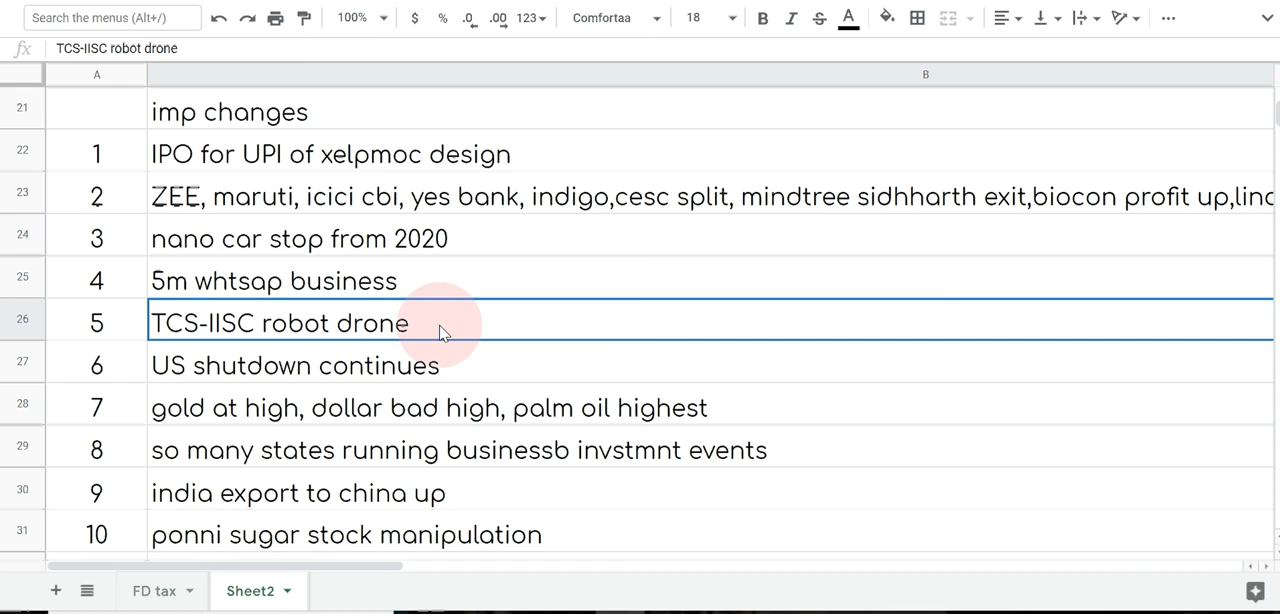 Search the menus (Alt+/) 100% $ % .0 .00 123 Comfortaa 18 B I S A
fx TCS-IISC robot drone
A B
21 imp changes
22 1 IPO for UPI of xelpmoc design
23 2 ZEE, maruti, icici cbi, yes bank, indigo,cesc split, mindtree sidhharth exit,biocon profit up,linc
24 3 nano car stop from 2020
25 4 5m whtsap business
26 5 TCS-IISC robot drone
27 6 US shutdown continues
28 7 gold at high, dollar bad high, palm oil highest
29 8 so many states running businessb invstmnt events
30 9 india export to china up
31 10 ponni sugar stock manipulation
+ FD tax Sheet2